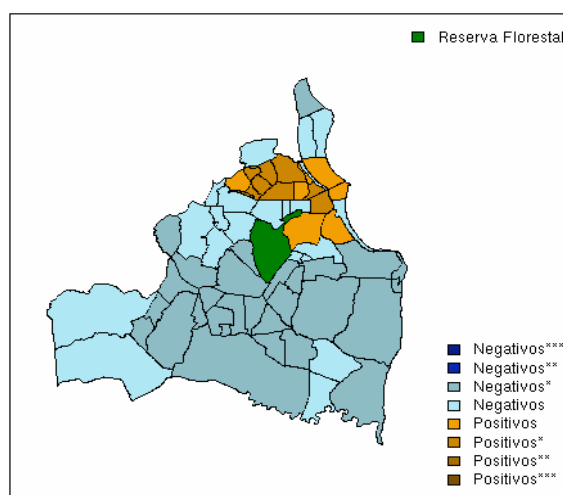 Reserva Florestal
Negativos***
Negativos**
Negativos*
Negativos
Positivos
Positivos*
Positivos**
Positivos***